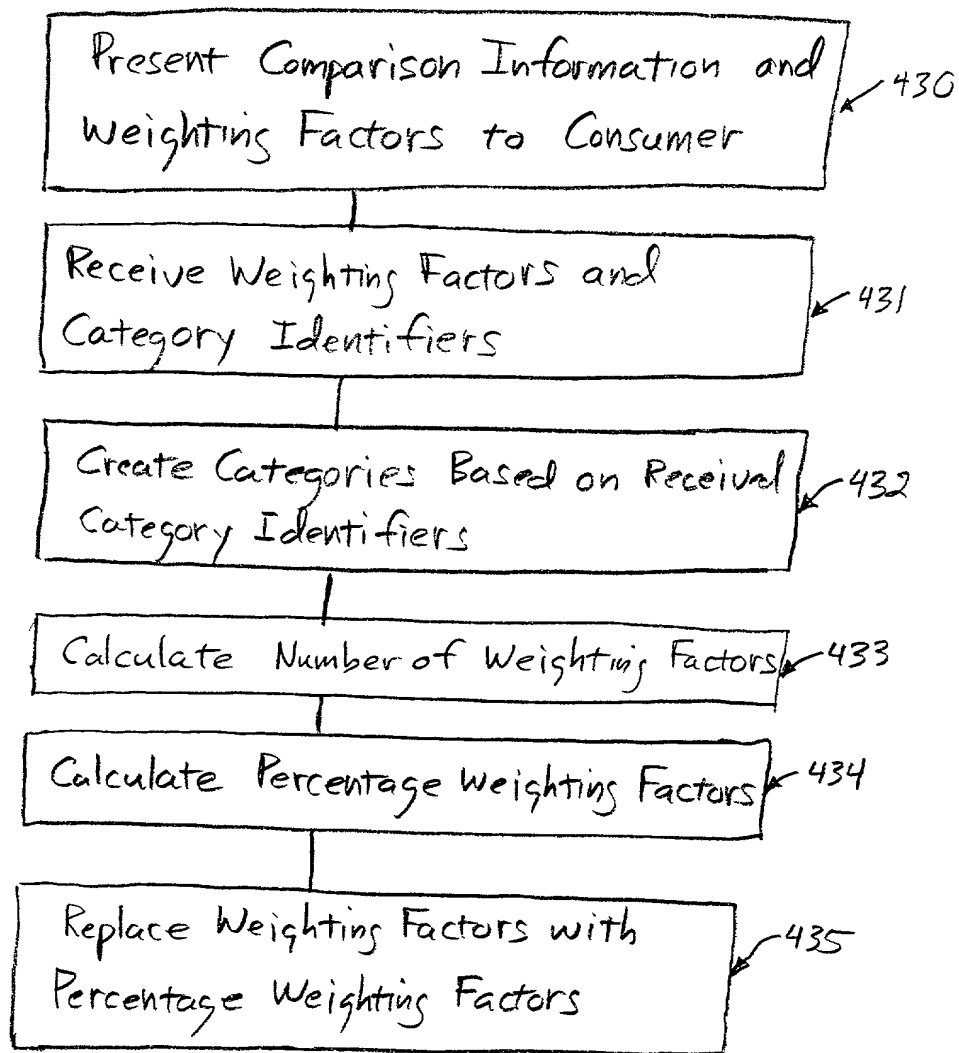 Present Comparison Information and
Weighting Factors to Consumer
430
Receive Weighting Factors and
Category Identifiers
431
Create Categories Based on Received
Category Identifiers
432
Calculate Number of Weighting Factors
433
Calculate Percentage Weighting Factors
434
Replace Weighting Factors with
Percentage Weighting Factors
435